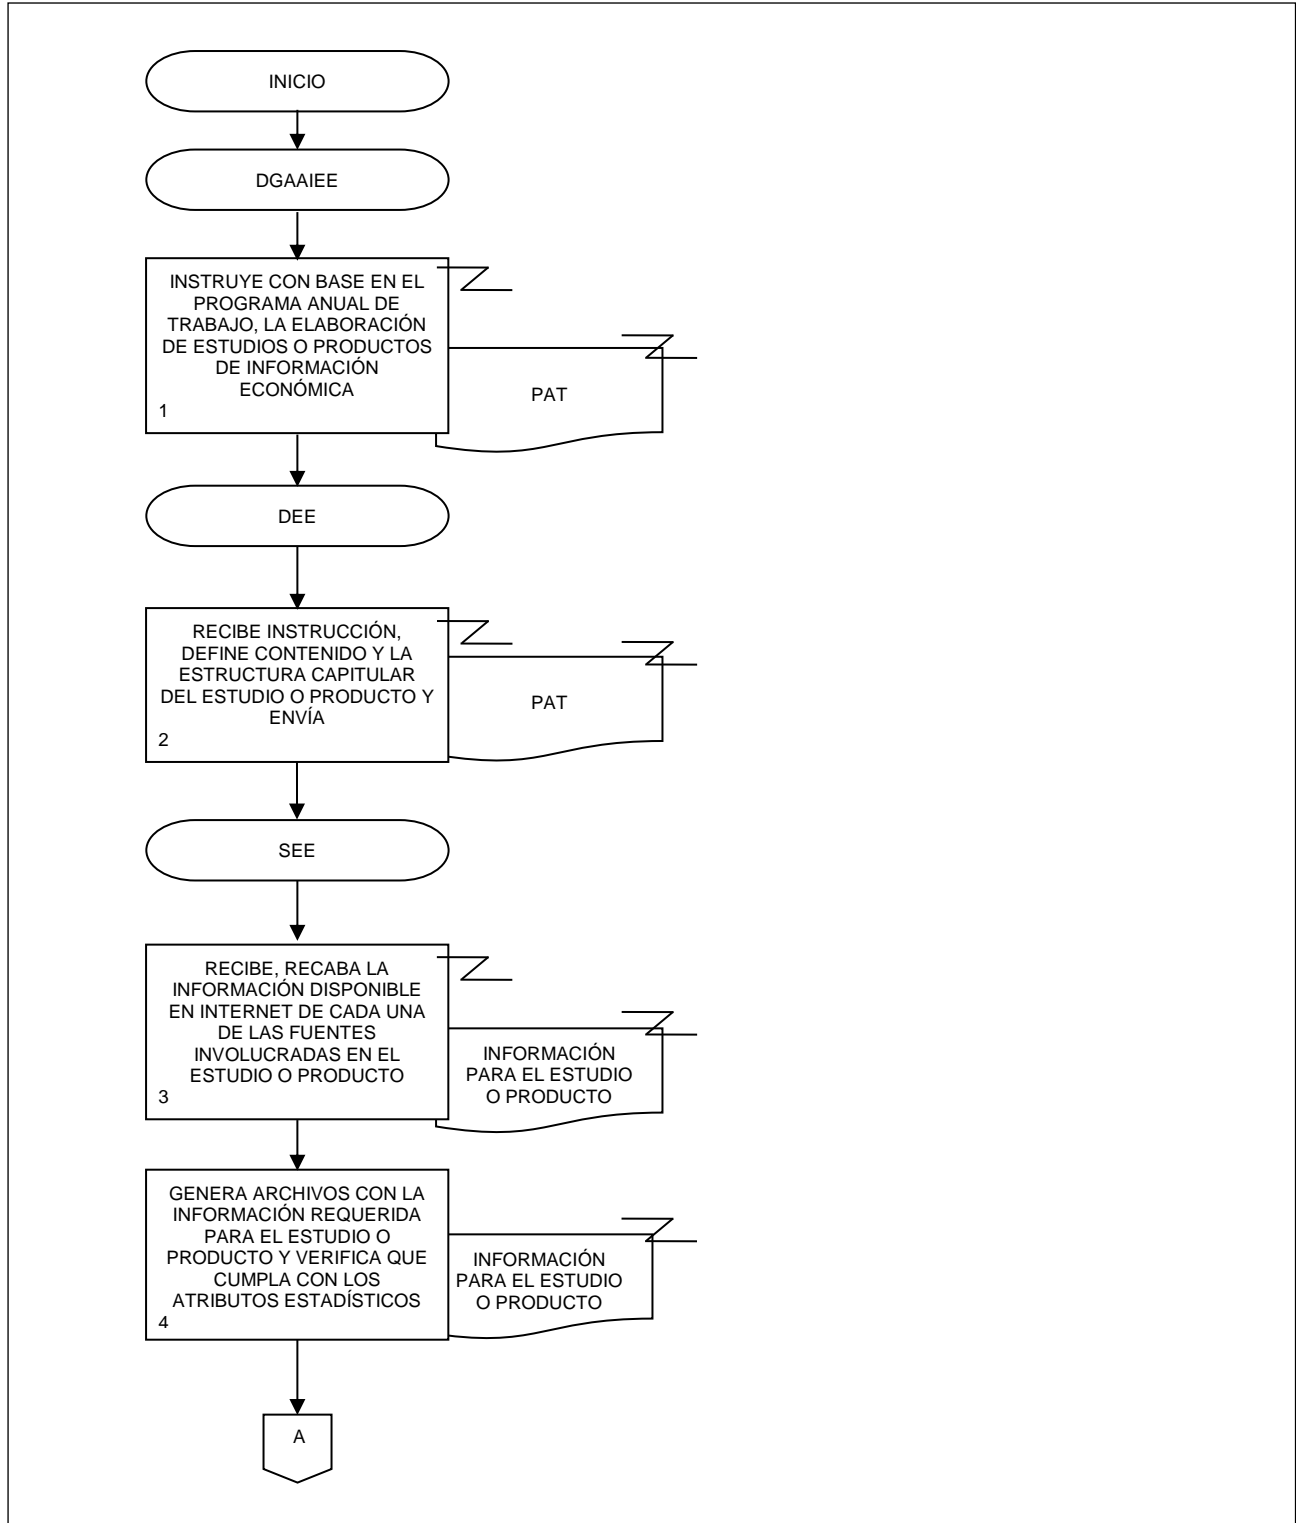 INICIO
DGAAIEE
INSTRUYE CON BASE EN EL
PROGRAMA ANUAL DE
TRABAJO, LA ELABORACIÓN
DE ESTUDIOS O PRODUCTOS
DE INFORMACIÓN
ECONÓMICA
1
PAT
DEE
RECIBE INSTRUCCIÓN,
DEFINE CONTENIDO Y LA
ESTRUCTURA CAPITULAR
DEL ESTUDIO O PRODUCTO Y
ENVÍA
2
PAT
SEE
RECIBE, RECABA LA
INFORMACIÓN DISPONIBLE
EN INTERNET DE CADA UNA
DE LAS FUENTES
INVOLUCRADAS EN EL
ESTUDIO O PRODUCTO
3
INFORMACIÓN
PARA EL ESTUDIO
O PRODUCTO
GENERA ARCHIVOS CON LA
INFORMACIÓN REQUERIDA
PARA EL ESTUDIO O
PRODUCTO Y VERIFICA QUE
CUMPLA CON LOS
ATRIBUTOS ESTADÍSTICOS
4
INFORMACIÓN
PARA EL ESTUDIO
O PRODUCTO
A